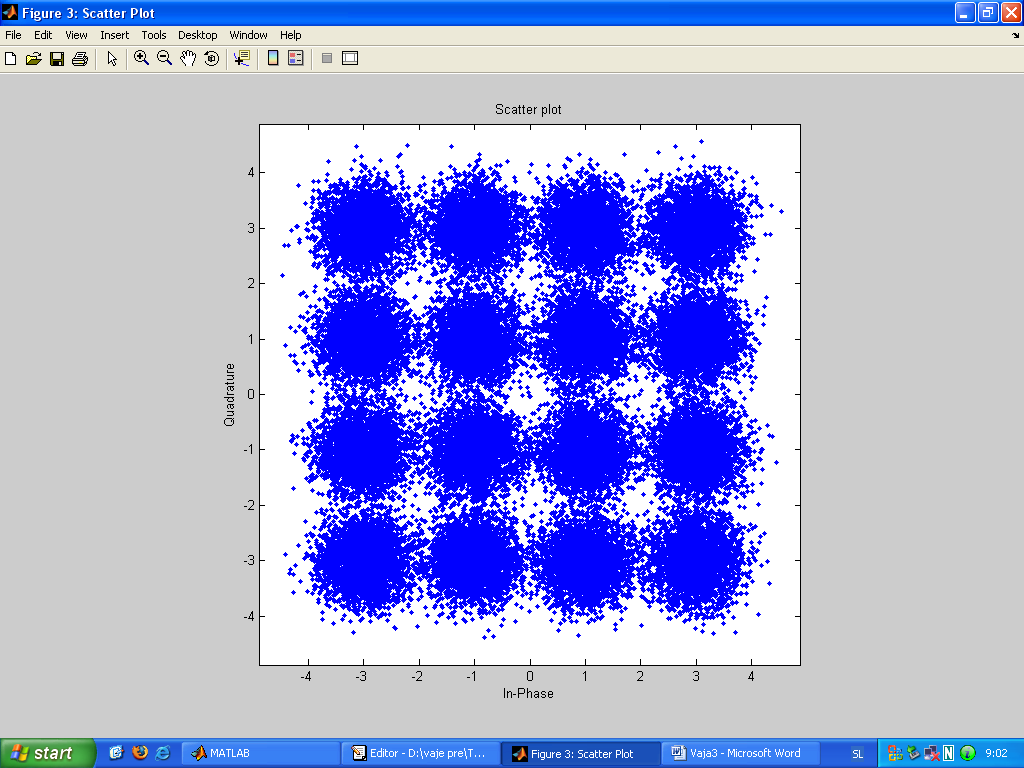 Figure 3: Scatter Plot
File Edit View Insert Tools Desktop Window Help
Scatter plot
4
3
2
1
0
-1
-2
-3
-4
Quadrature
-4 -3 -2 -1 0 1 2 3 4
In-Phase
start MATLAB Editor - D:\vaje pre\T... Figure 3: Scatter Plot Vaja3 - Microsoft Word SL N 9:02